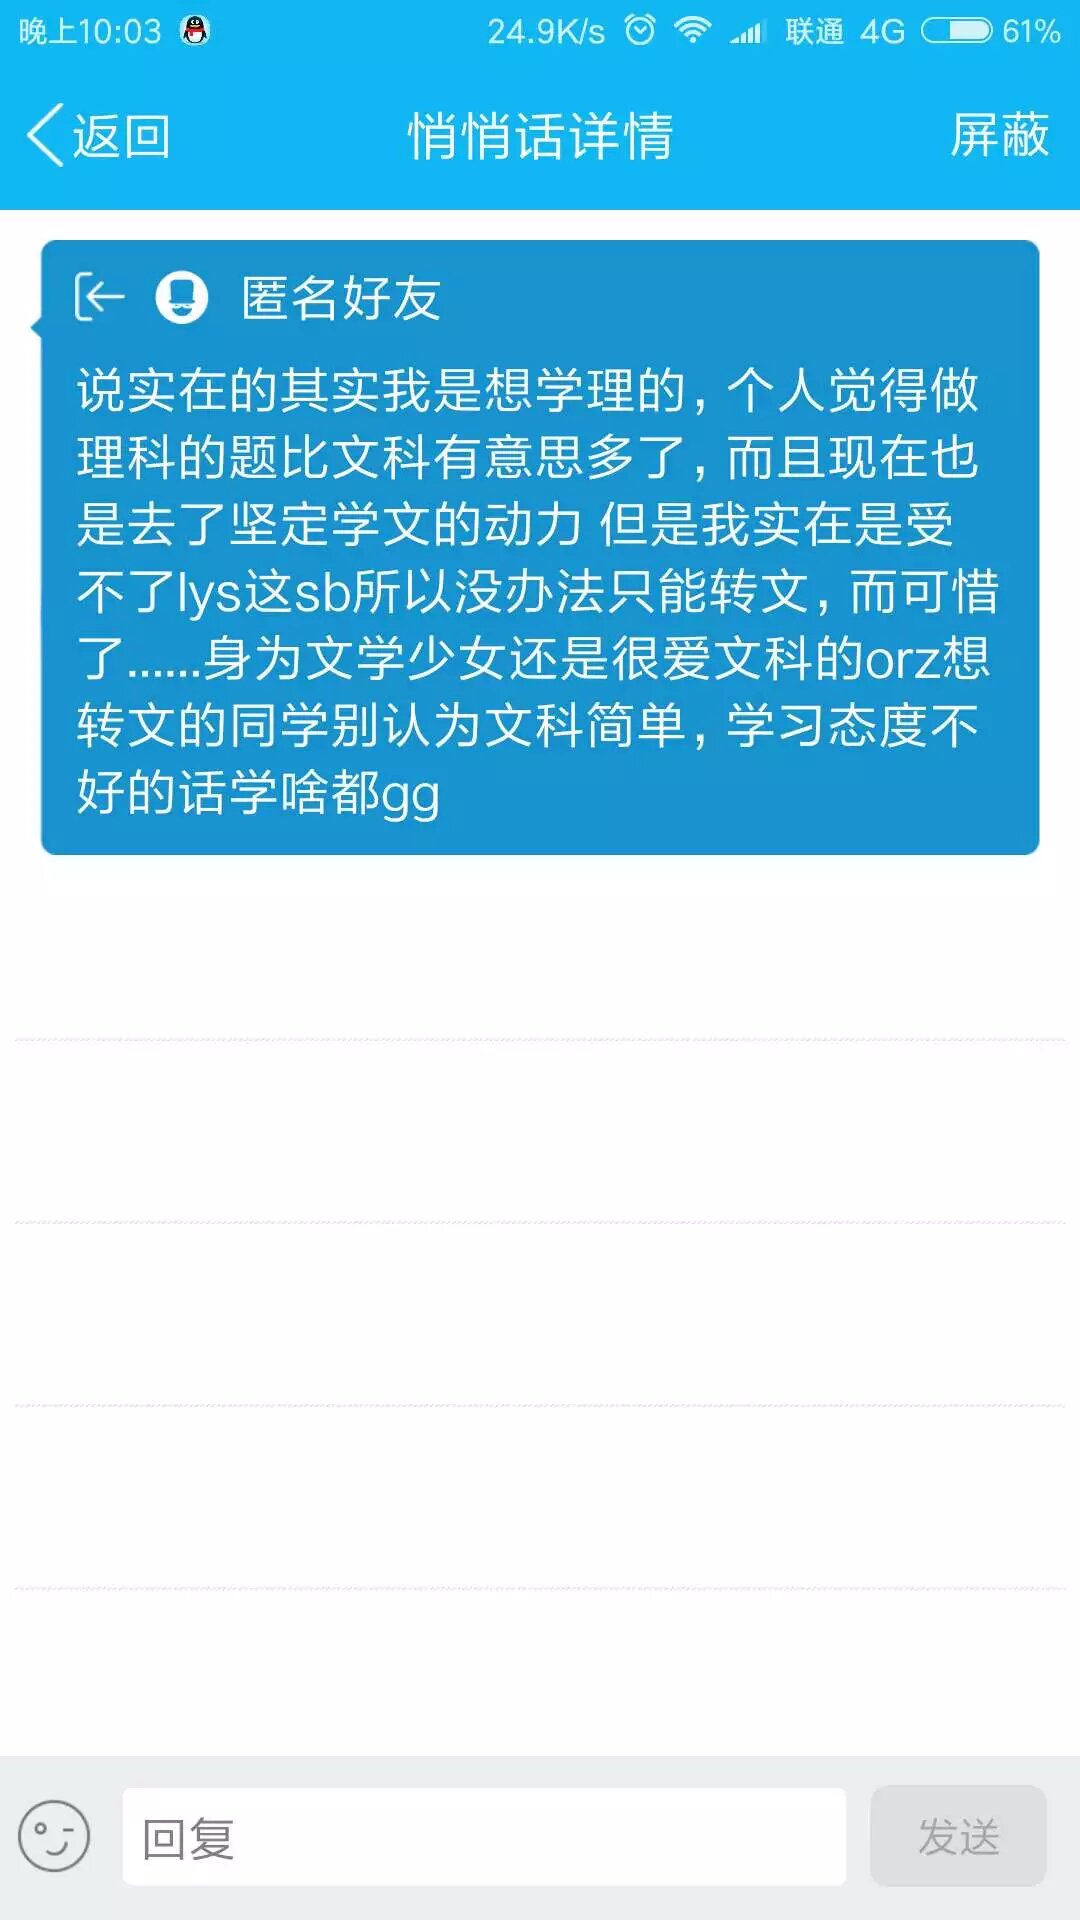 晚上10:03 24.9K/s 联通 4G 61%
返回 悄悄话详情 屏蔽
匿名好友
说实在的其实我是想学理的，个人觉得做
理科的题比文科有意思多了，而且现在也
是去了坚定学文的动力 但是我实在是受
不了lys这sb所以没办法只能转文，而可惜
了......身为文学少女还是很爱文科的orz想
转文的同学别认为文科简单，学习态度不
好的话学啥都gg
回复 发送